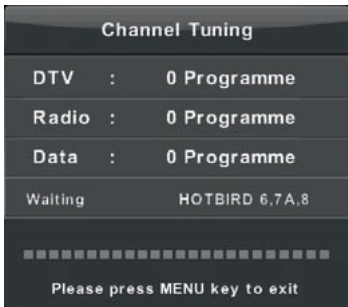 Channel Tuning
DTV : 0 Programme
Radio : 0 Programme
Data : 0 Programme
Waiting HOTBIRD 6,7A,8
Please press MENU key to exit